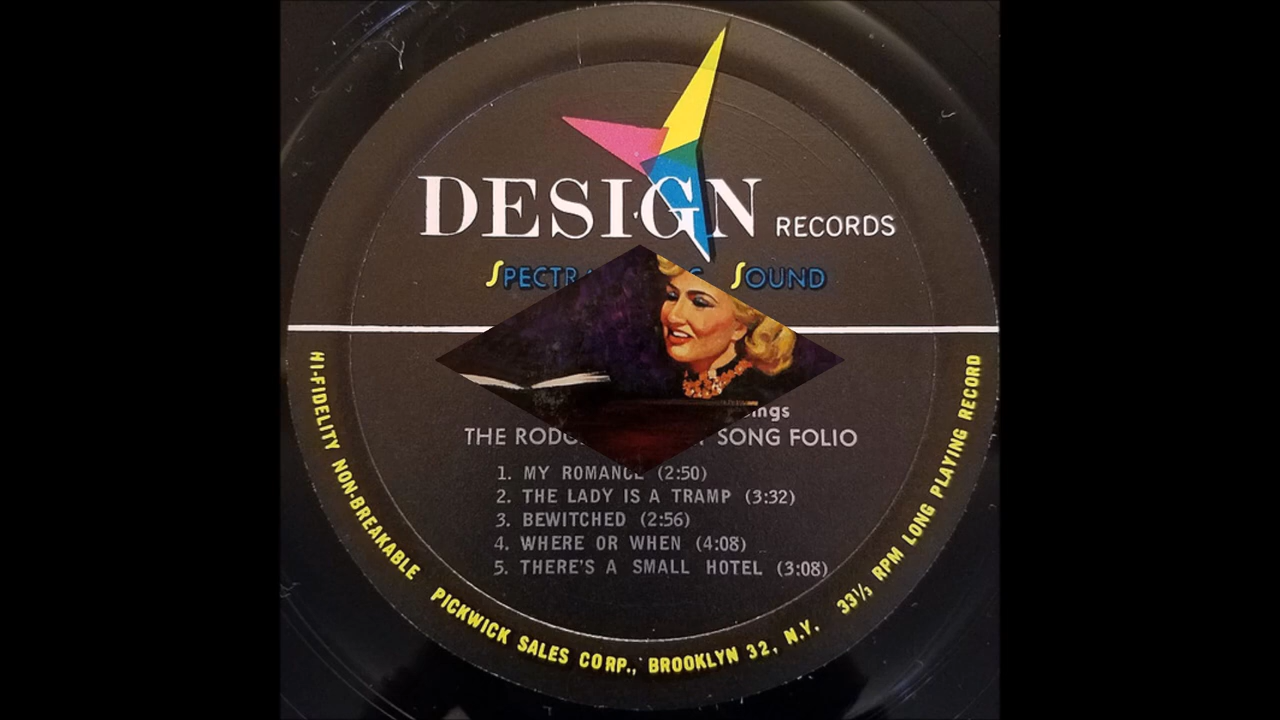 DESIGN RECORDS
SOUND
SONG FOLIO
THE
1. MY ROMANCE (2:50)
2. THE LADY IS A TRAMP (3:32)
3. BEWITCHED (2:56)
4. WHERE OR WHEN (4:08)
5. THERE'S A SMALL HOTEL (3:08)
HI-FIDELITY NON-BREAKABLE PICKWICK SALES CORP., BROOKLYN 32, N.Y. 33⅓ RPM LONG PLAYING RECORD